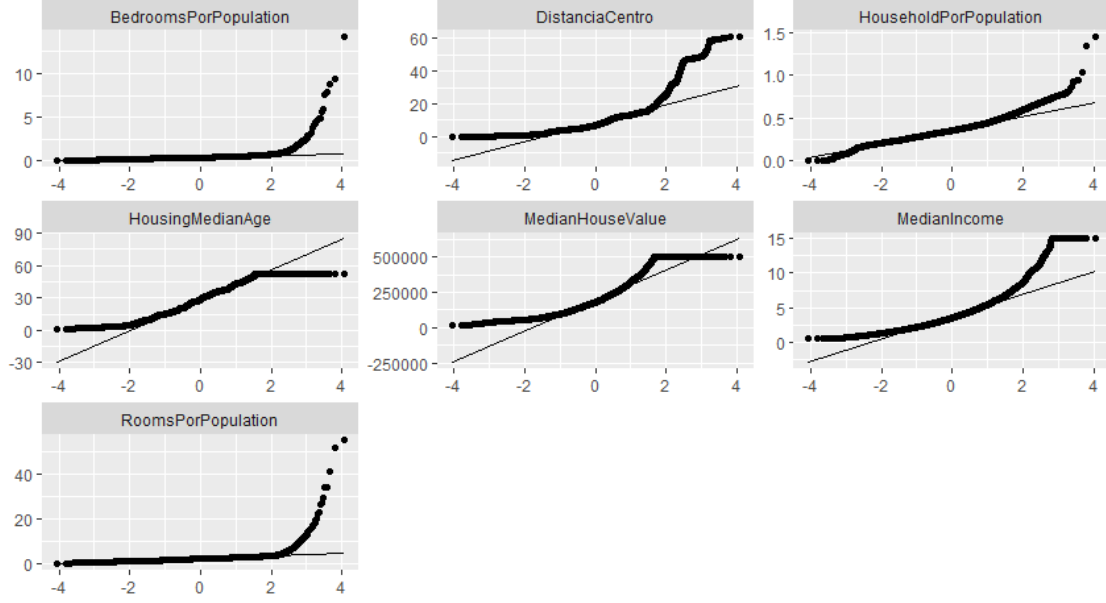 BedroomsPorPopulation DistanciaCentro HouseholdPorPopulation
10
5
0
60
40
20
0
1.5
1.0
0.5
0.0
-4 -2 0 2 4
-4 -2 0 2 4
-4 -2 0 2 4
HousingMedianAge MedianHouseValue MedianIncome
90
60
30
0
-30
500000
250000
0
-250000
15
10
5
0
-4 -2 0 2 4
-4 -2 0 2 4
-4 -2 0 2 4
RoomsPorPopulation
40
20
0
-4 -2 0 2 4